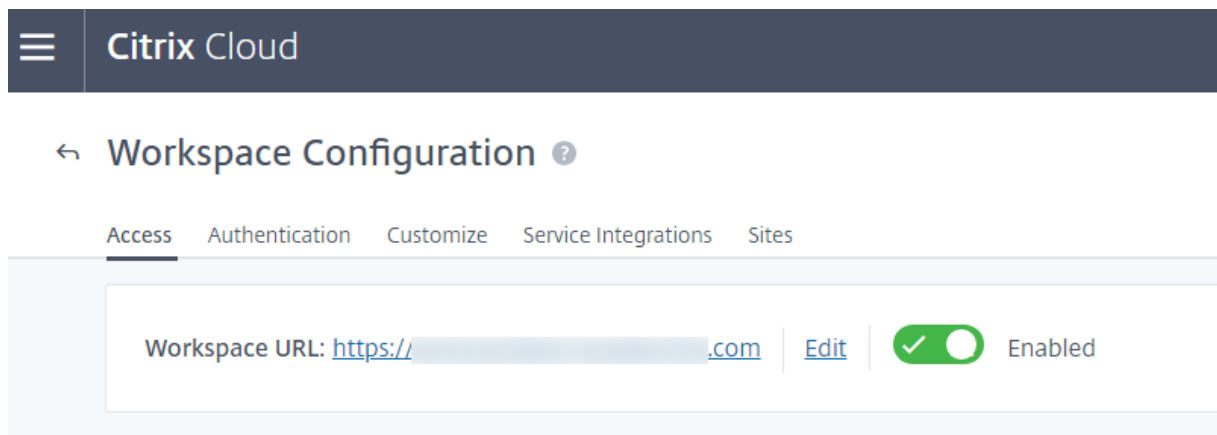 Citrix Cloud
Workspace Configuration ?
Access Authentication Customize Service Integrations Sites
Workspace URL: https:// .com Edit Enabled